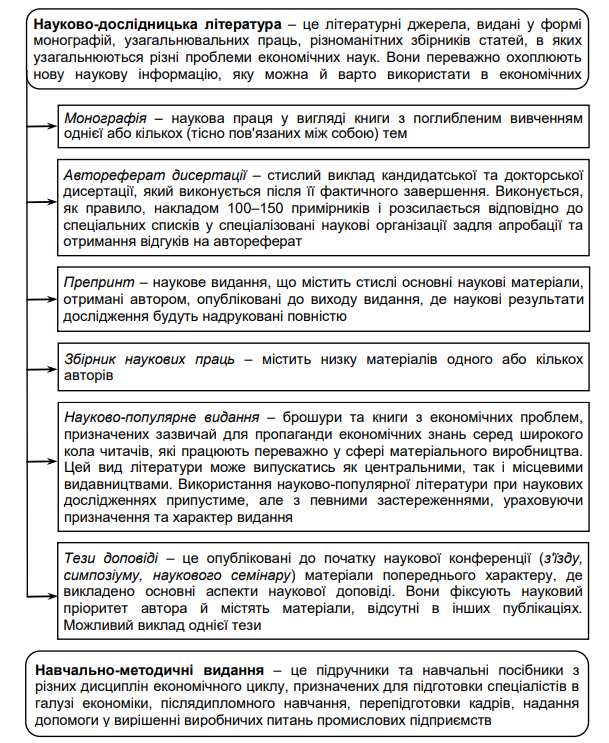 Науково-дослідницька література – це літературні джерела, видані у формі
монографій, узагальнювальних праць, різноманітних збірників статей, в яких
узагальнюються різні проблеми економічних наук. Вони переважно охоплюють
нову наукову інформацію, яку можна й варто використати в економічних
Монографія – наукова праця у вигляді книги з поглибленим вивченням
однієї або кількох (тісно пов'язаних між собою) тем
Автореферат дисертації – стислий виклад кандидатської та докторської
дисертації, який виконується після її фактичного завершення. Виконується,
як правило, накладом 100–150 примірників і розсилається відповідно до
спеціальних списків у спеціалізовані наукові організації задля апробації та
отримання відгуків на автореферат
Препринт – наукове видання, що містить стислі основні наукові матеріали,
отримані автором, опубліковані до виходу видання, де наукові результати
дослідження будуть надруковані повністю
Збірник наукових праць – містить низку матеріалів одного або кількох
авторів
Науково-популярне видання – брошури та книги з економічних проблем,
призначених зазвичай для пропаганди економічних знань серед широкого
кола читачів, які працюють переважно у сфері матеріального виробництва.
Цей вид літератури може випускатись як центральними, так і місцевими
видавництвами. Використання науково-популярної літератури при наукових
дослідженнях припустиме, але з певними застереженнями, ураховуючи
призначення та характер видання
Тези доповіді – це опубліковані до початку наукової конференції (з'їзду,
симпозіуму, наукового семінару) матеріали попереднього характеру, де
викладено основні аспекти наукової доповіді. Вони фіксують науковий
пріоритет автора й містять матеріали, відсутні в інших публікаціях.
Можливий виклад однієї тези
Навчально-методичні видання – це підручники та навчальні посібники з
різних дисциплін економічного циклу, призначених для підготовки спеціалістів в
галузі економіки, післядипломного навчання, перепідготовки кадрів, надання
допомоги у вирішенні виробничих питань промислових підприємств